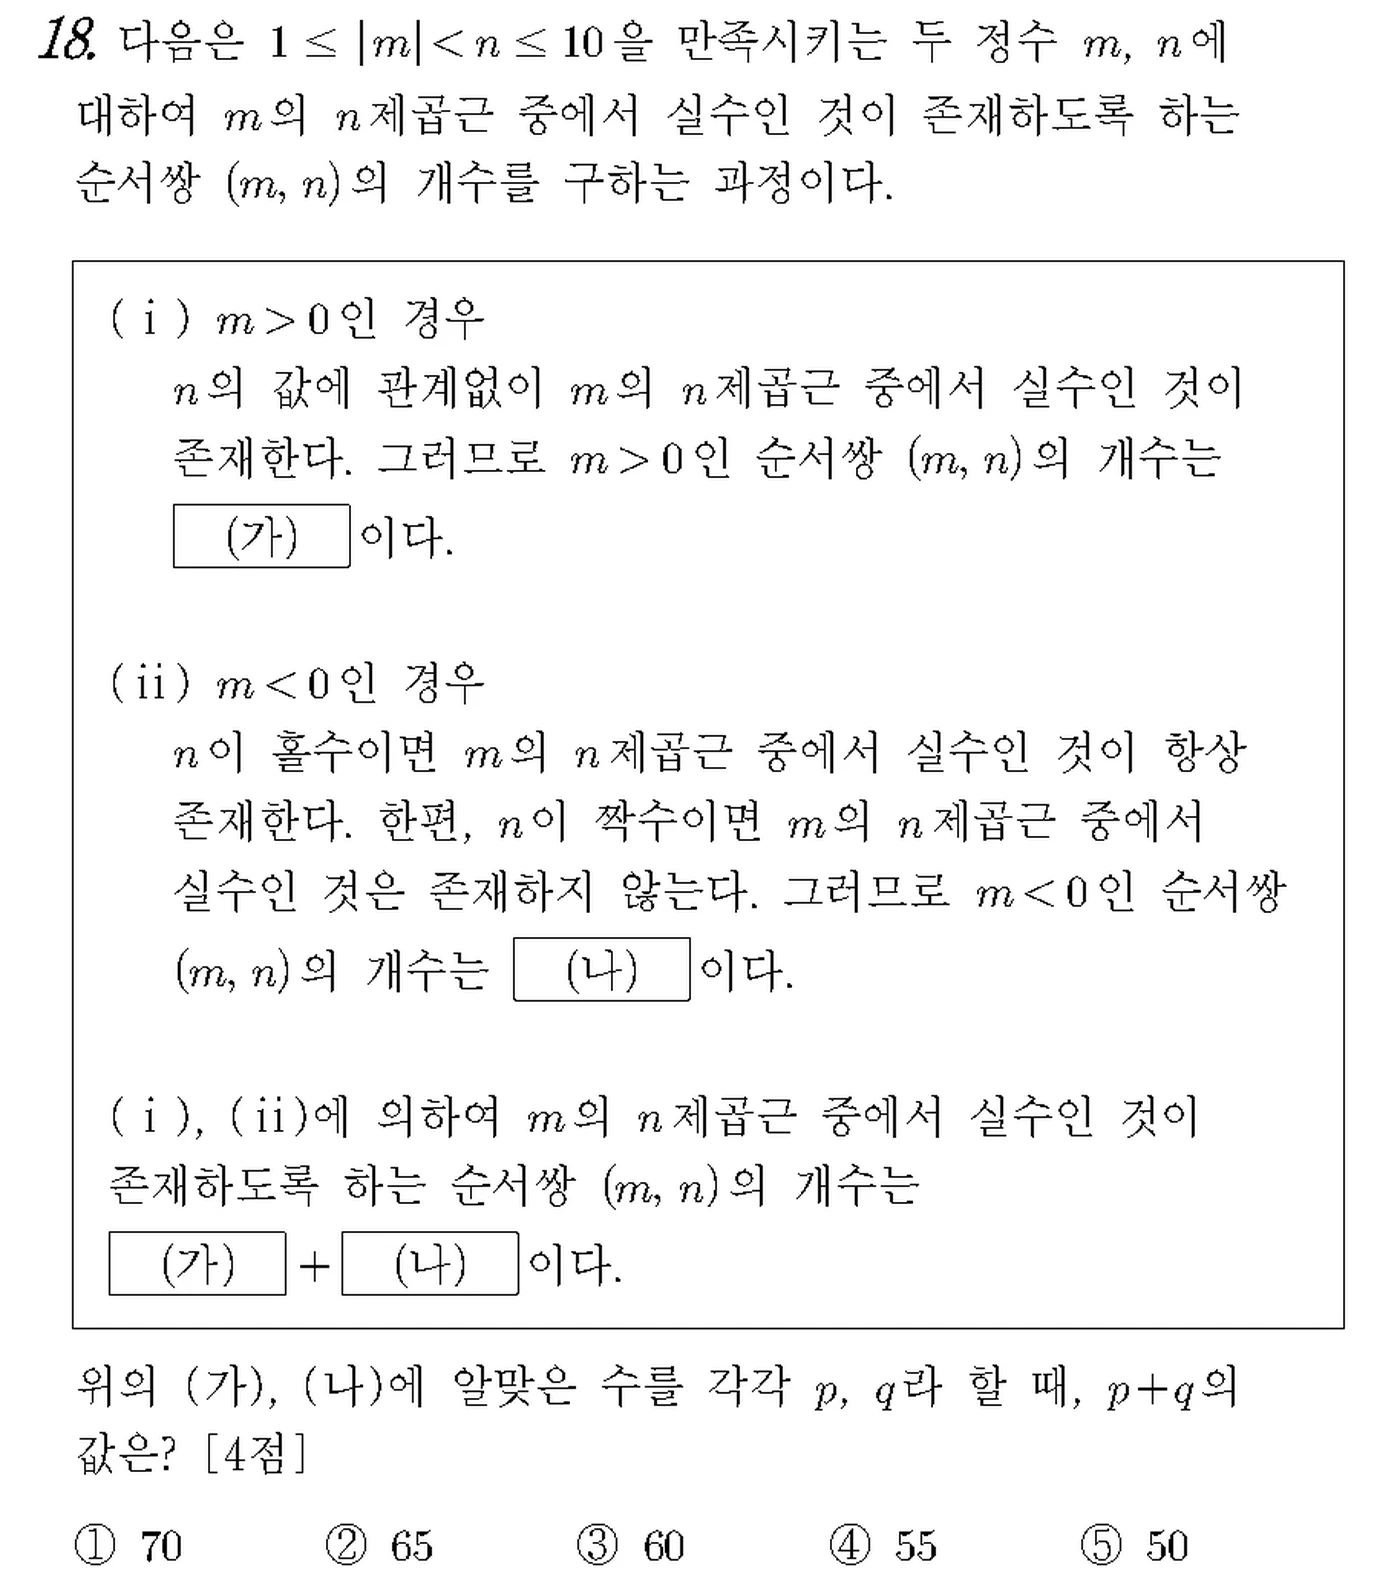 18. 다음은 1 ≤ |m| < n ≤ 10을 만족시키는 두 정수 m, n에
대하여 m의 n제곱근 중에서 실수인 것이 존재하도록 하는
순서쌍 (m, n)의 개수를 구하는 과정이다.
(ⅰ) m > 0인 경우
n의 값에 관계없이 m의 n제곱근 중에서 실수인 것이
존재한다. 그러므로 m > 0인 순서쌍 (m, n)의 개수는
(가) 이다.
(ⅱ) m < 0인 경우
n이 홀수이면 m의 n제곱근 중에서 실수인 것이 항상
존재한다. 한편, n이 짝수이면 m의 n제곱근 중에서
실수인 것은 존재하지 않는다. 그러므로 m < 0인 순서쌍
(m, n)의 개수는 (나) 이다.
(ⅰ), (ⅱ)에 의하여 m의 n제곱근 중에서 실수인 것이
존재하도록 하는 순서쌍 (m, n)의 개수는
(가) + (나) 이다.
위의 (가), (나)에 알맞은 수를 각각 p, q라 할 때, p+q의
값은? [4점]
① 70 ② 65 ③ 60 ④ 55 ⑤ 50